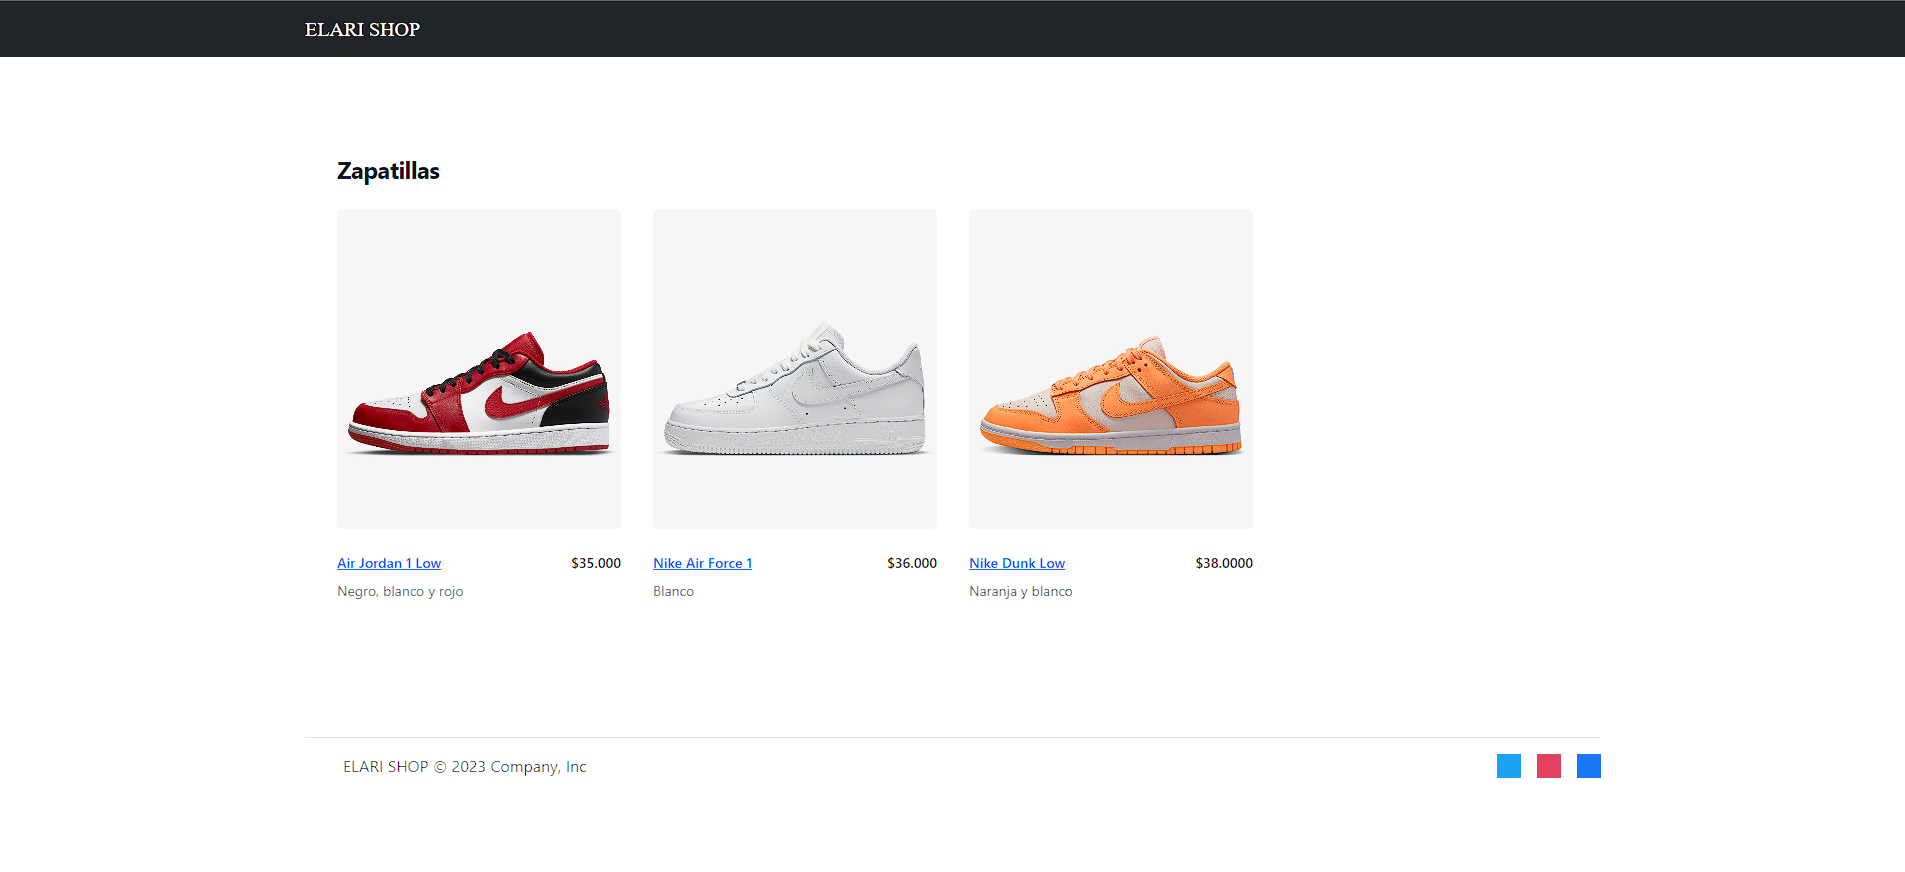 ELARI SHOP
Zapatillas
Air Jordan 1 Low $35.000
Negro, blanco y rojo
Nike Air Force 1 $36.000
Blanco
Nike Dunk Low $38.0000
Naranja y blanco
ELARI SHOP © 2023 Company, Inc